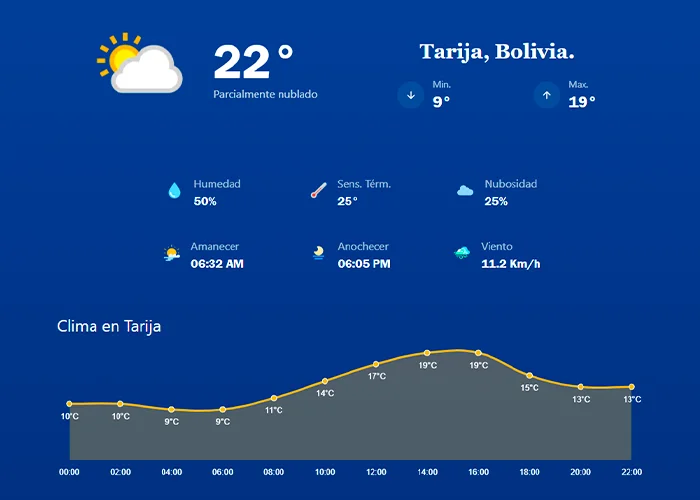 22°
Parcialmente nublado
Tarija, Bolivia.
Min.
9°
Max.
19°
Humedad
50%
Sens. Térm.
25°
Nubosidad
25%
Amanecer
06:32 AM
Anochecer
06:05 PM
Viento
11.2 Km/h
Clima en Tarija
10°C 10°C 9°C 9°C 11°C 14°C 17°C 19°C 19°C 15°C 13°C 13°C
00:00 02:00 04:00 06:00 08:00 10:00 12:00 14:00 16:00 18:00 20:00 22:00